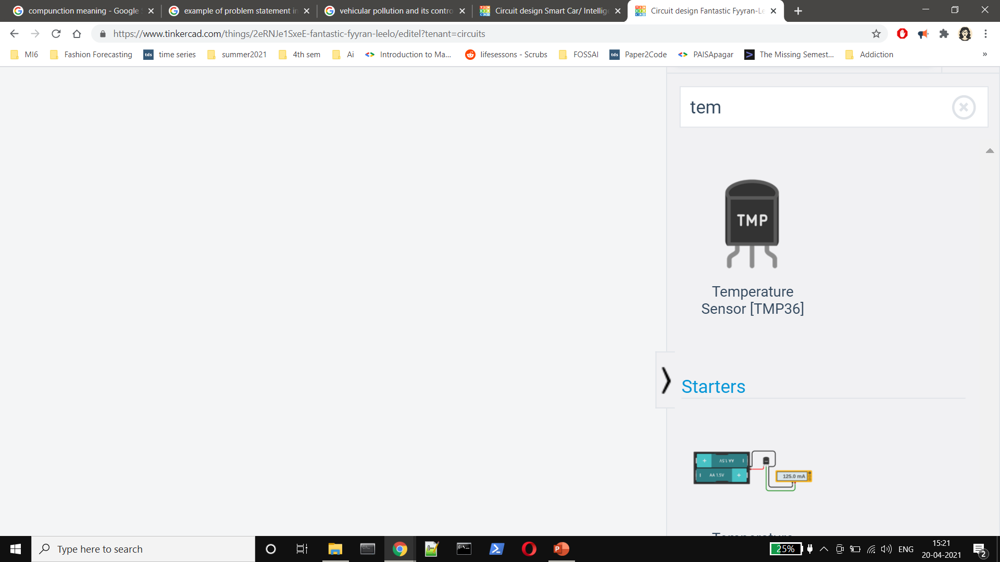 compunction meaning - Google
example of problem statement in
vehicular pollution and its contro
Circuit design Smart Car/ Intellig
Circuit design Fantastic Fyyran-Le
https://www.tinkercad.com/things/2eRNJe1SxeE-fantastic-fyyran-leelo/editel?tenant=circuits
MI6
Fashion Forecasting
tds time series
summer2021
4th sem
Ai
Introduction to Ma...
lifesessons - Scrubs
FOSSAI
tds Paper2Code
PAISApagar
The Missing Semest...
Addiction
»
tem
TMP
Temperature
Sensor [TMP36]
Starters
AA 1.5V
AA 1.5V
125.0 mA
Temperature
Type here to search
25%
ENG
15:21
20-04-2021
2